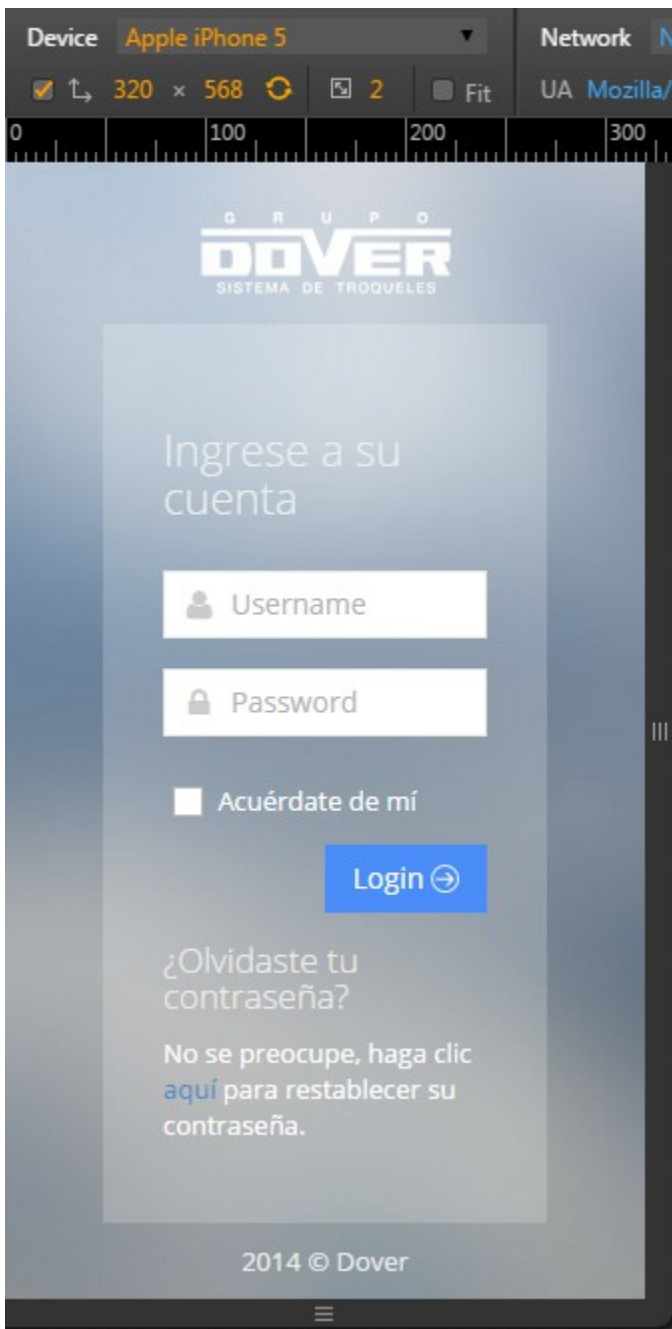 Device Apple iPhone 5 Network N
320 × 568 2 Fit UA Mozilla/
0 100 200 300
GRUPO
DOVER
SISTEMA DE TROQUELES
Ingrese a su
cuenta
Username
Password
Acuérdate de mí
Login
¿Olvidaste tu
contraseña?
No se preocupe, haga clic
aquí para restablecer su
contraseña.
2014 © Dover